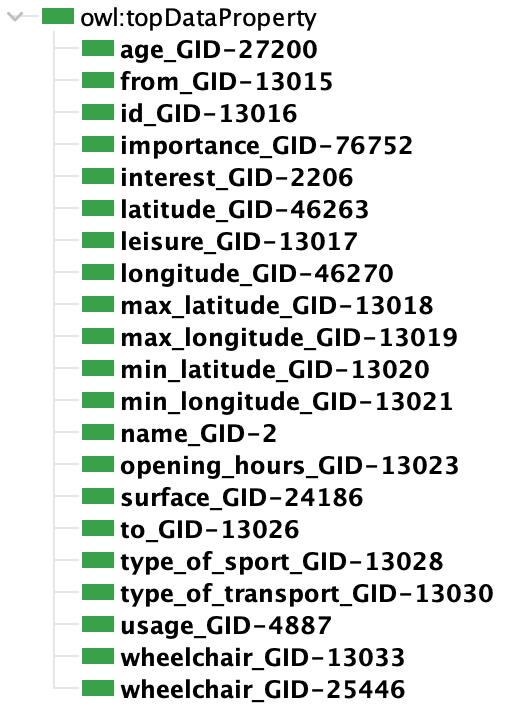 owl:topDataProperty
age_GID-27200
from_GID-13015
id_GID-13016
importance_GID-76752
interest_GID-2206
latitude_GID-46263
leisure_GID-13017
longitude_GID-46270
max_latitude_GID-13018
max_longitude_GID-13019
min_latitude_GID-13020
min_longitude_GID-13021
name_GID-2
opening_hours_GID-13023
surface_GID-24186
to_GID-13026
type_of_sport_GID-13028
type_of_transport_GID-13030
usage_GID-4887
wheelchair_GID-13033
wheelchair_GID-25446